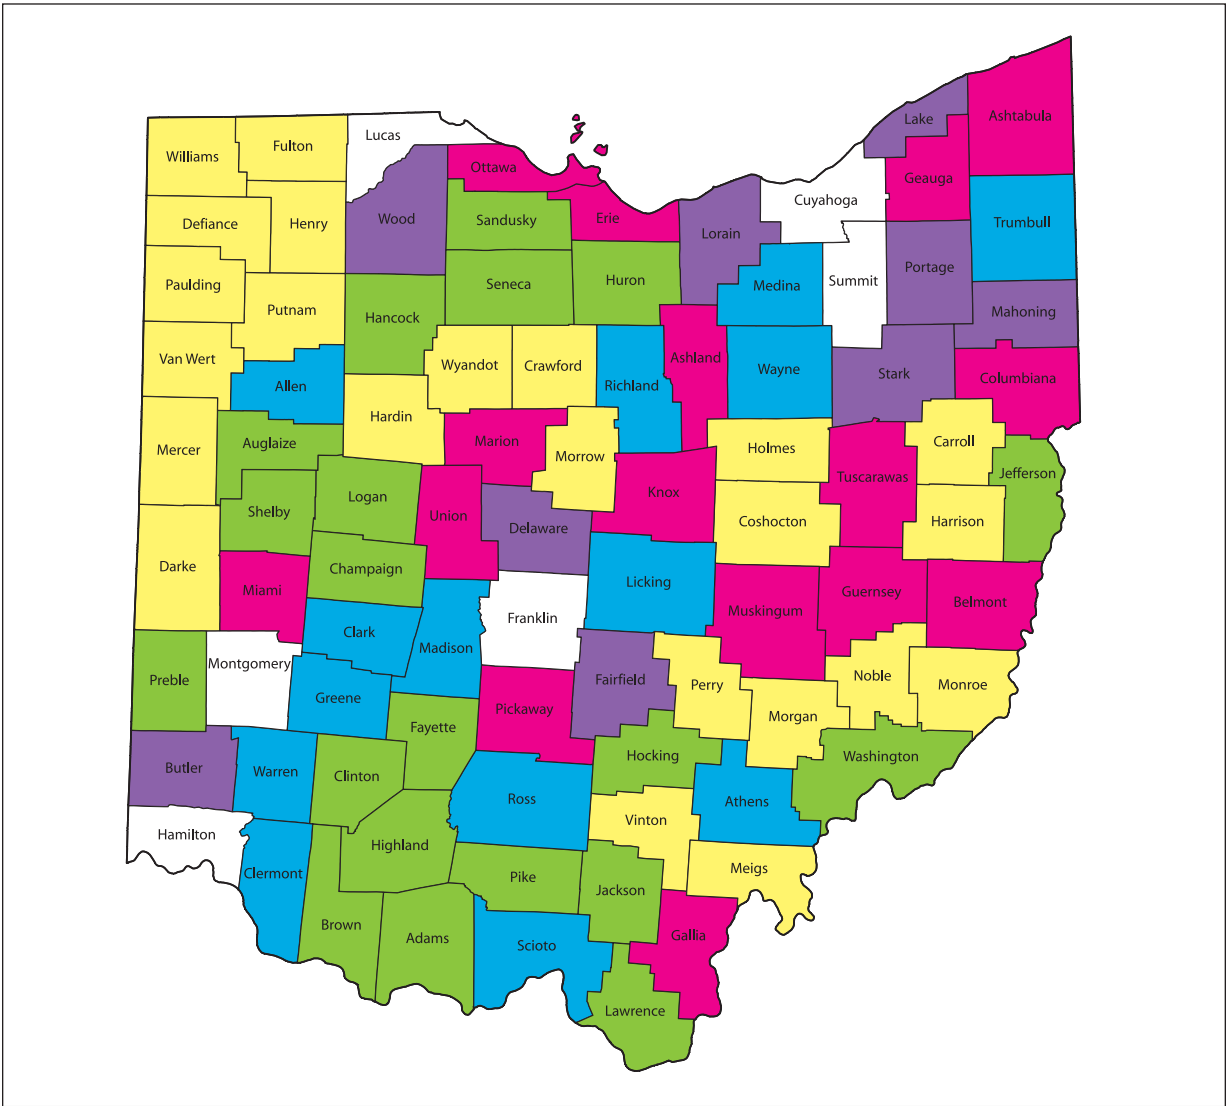 Lake
Ashtabula
Lucas
Fulton
Williams
Ottawa
Geauga
Cuyahoga
Wood
Sandusky
Erie
Defiance
Henry
Lorain
Trumbull
Portage
Summit
Huron
Seneca
Medina
Paulding
Putnam
Hancock
Mahoning
Van Wert
Wyandot
Crawford
Ashland
Wayne
Stark
Columbiana
Allen
Richland
Hardin
Mercer
Auglaize
Marion
Morrow
Holmes
Carroll
Tuscarawas
Jefferson
Logan
Knox
Shelby
Union
Delaware
Coshocton
Harrison
Darke
Champaign
Licking
Miami
Guernsey
Belmont
Muskingum
Franklin
Clark
Madison
Montgomery
Preble
Greene
Fairfield
Perry
Noble
Monroe
Pickaway
Morgan
Fayette
Hocking
Washington
Butler
Warren
Clinton
Ross
Athens
Vinton
Hamilton
Highland
Clermont
Meigs
Pike
Jackson
Brown
Adams
Scioto
Gallia
Lawrence